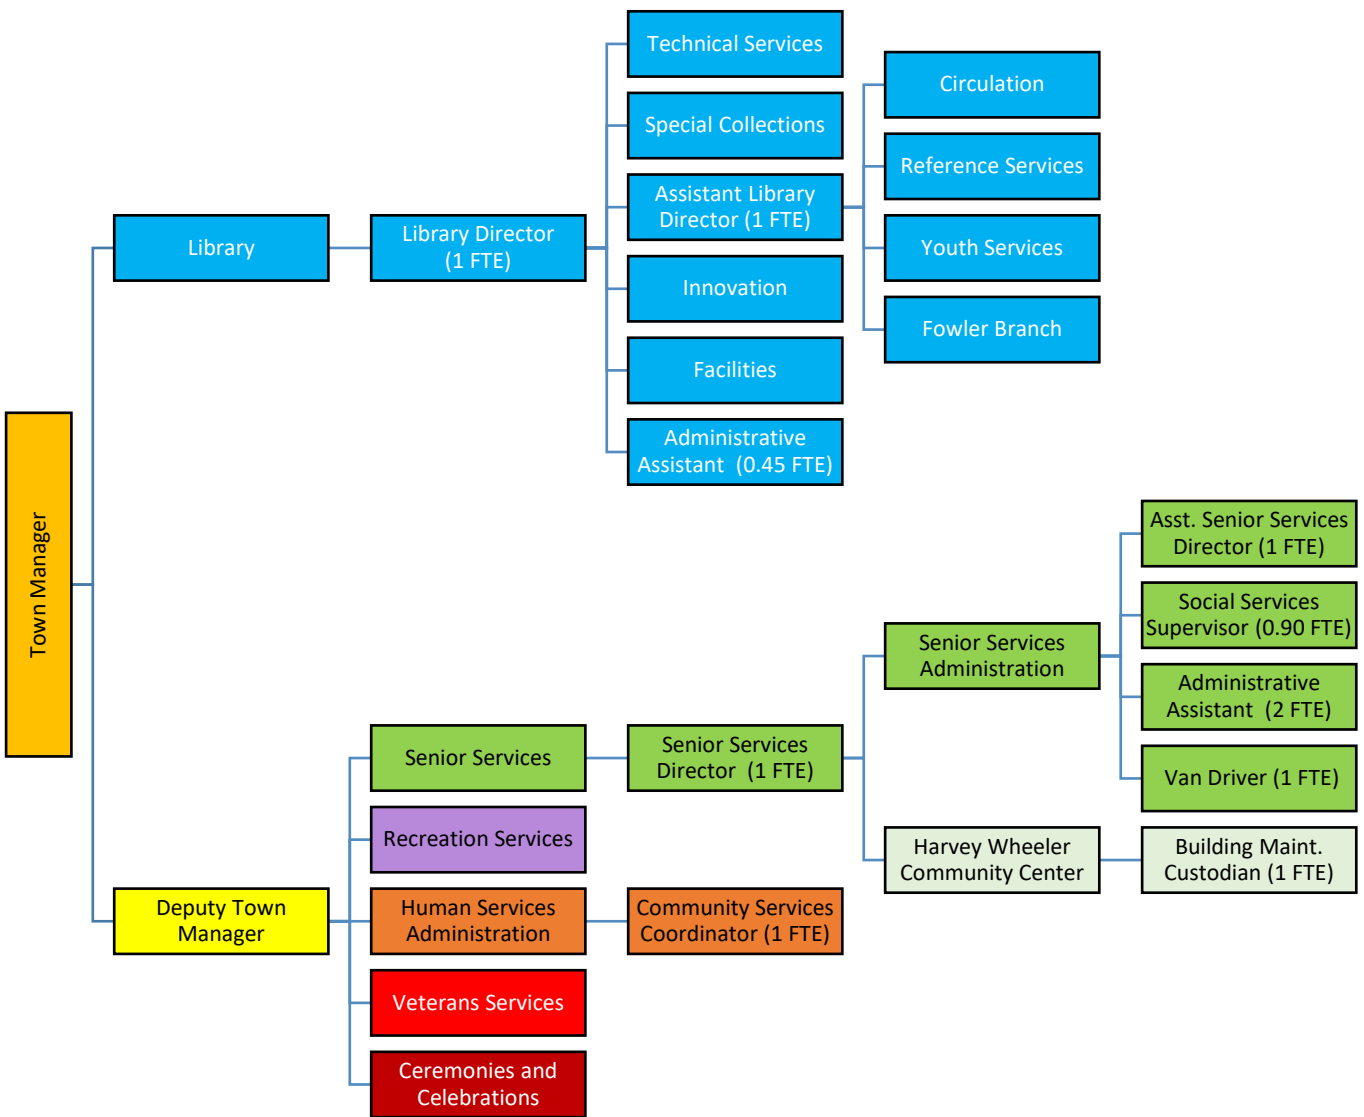 Town Manager
Library
Library Director
(1 FTE)
Technical Services
Special Collections
Assistant Library
Director (1 FTE)
Innovation
Facilities
Administrative
Assistant  (0.45 FTE)
Circulation
Reference Services
Youth Services
Fowler Branch
Deputy Town
Manager
Senior Services
Recreation Services
Human Services
Administration
Veterans Services
Ceremonies and
Celebrations
Senior Services
Director  (1 FTE)
Community Services
Coordinator (1 FTE)
Senior Services
Administration
Harvey Wheeler
Community Center
Asst. Senior Services
Director (1 FTE)
Social Services
Supervisor (0.90 FTE)
Administrative
Assistant  (2 FTE)
Van Driver (1 FTE)
Building Maint.
Custodian (1 FTE)